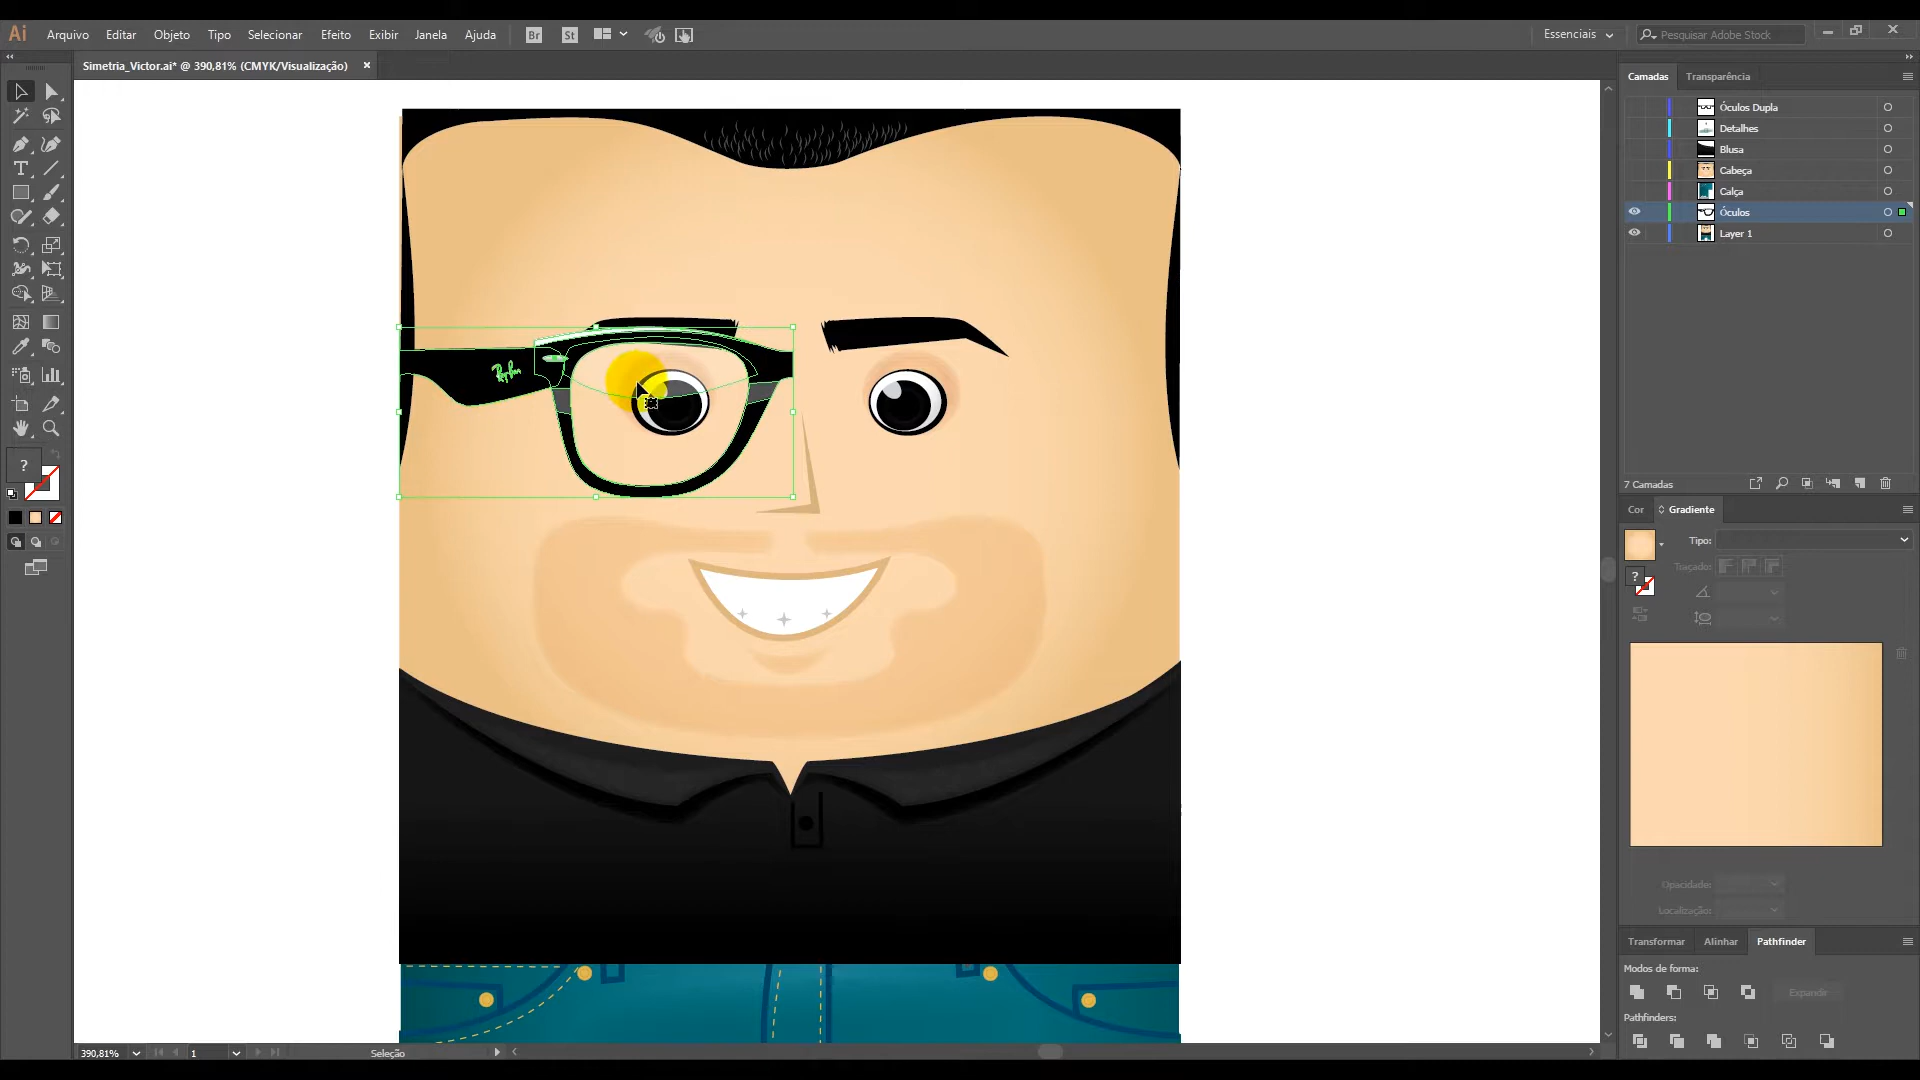 Ai Arquivo Editar Objeto Tipo Selecionar Efeito Exibir Janela Ajuda Br St Essenciais Pesquisar Adobe Stock
Simetria_Victor.ai* @ 390,81% (CMYK/Visualização) ×
Camadas Transparência
Óculos Dupla
Detalhes
Blusa
Cabeça
Calça
Óculos
Layer 1
Ray-Ban
7 Camadas
Cor Gradiente
Tipo:
Traçado:
Opacidade:
Localização:
Transformar Alinhar Pathfinder
Modos de forma:
Expandir
Pathfinders:
390,81% 1 Seleção